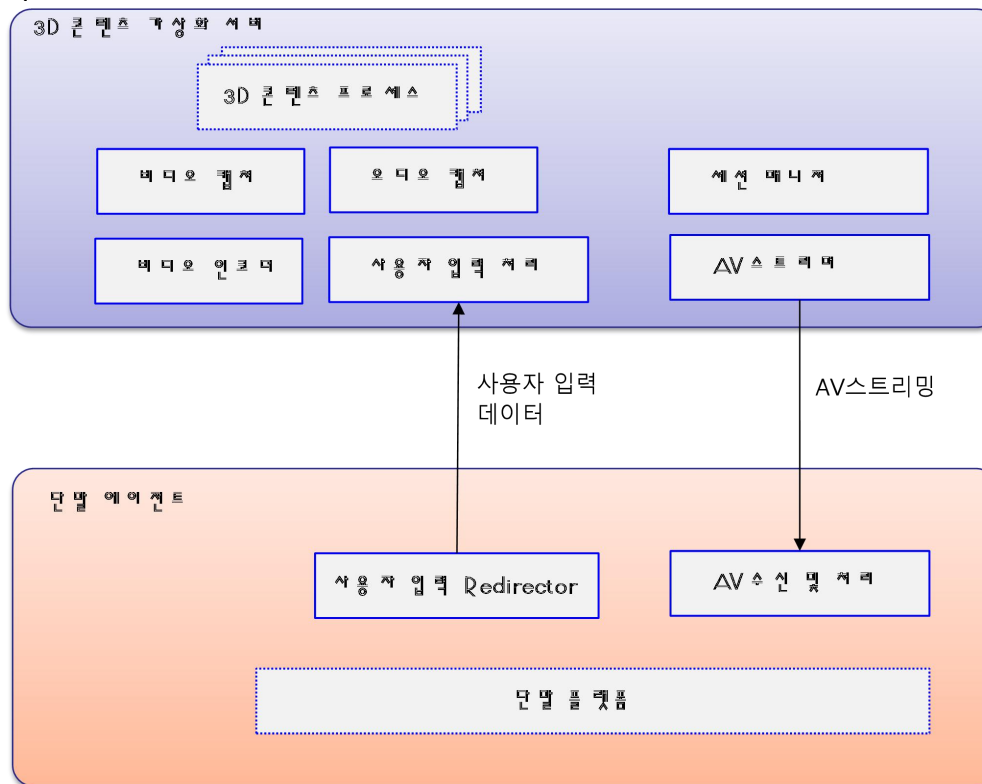 3D 콘텐츠 가상화 서버
3D 콘텐츠 프로세스
비디오 캡쳐
오디오 캡쳐
세션 매니저
비디오 인코더
사용자 입력 처리
AV스트리머
사용자 입력
데이터
AV스트리밍
단말 에이전트
사용자 입력 Redirector
AV수신 및 처리
단말 플랫폼